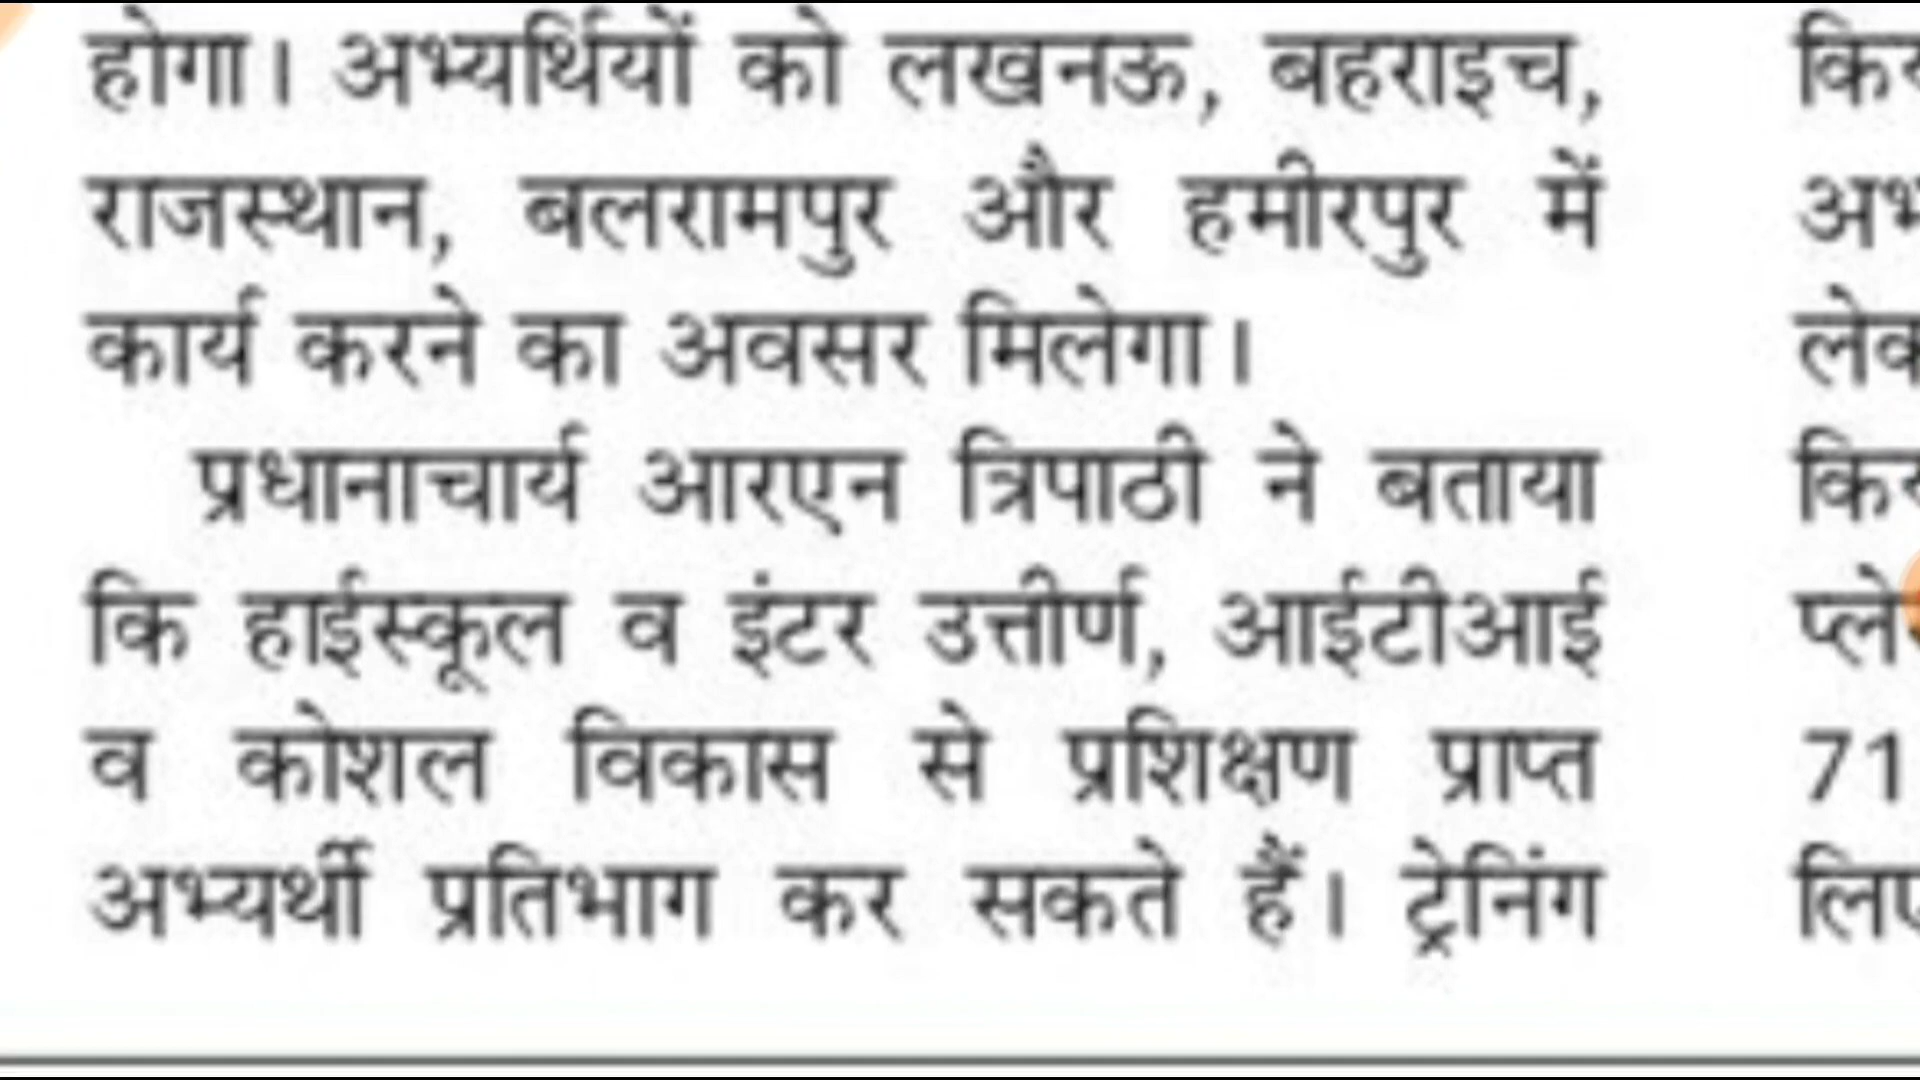 होगा। अभ्यर्थियों को लखनऊ, बहराइच,
राजस्थान, बलरामपुर और हमीरपुर में
कार्य करने का अवसर मिलेगा।
प्रधानाचार्य आरएन त्रिपाठी ने बताया
कि हाईस्कूल व इंटर उत्तीर्ण, आईटीआई
व कोशल विकास से प्रशिक्षण प्राप्त
अभ्यर्थी प्रतिभाग कर सकते हैं। ट्रेनिंग
71